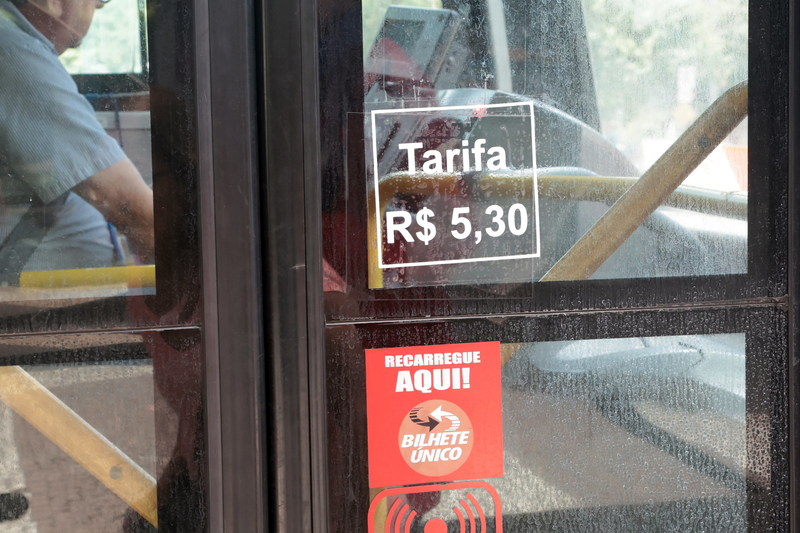 Tarifa
R$ 5,30
RECARREGUE
AQUI!
BILHETE
ÚNICO